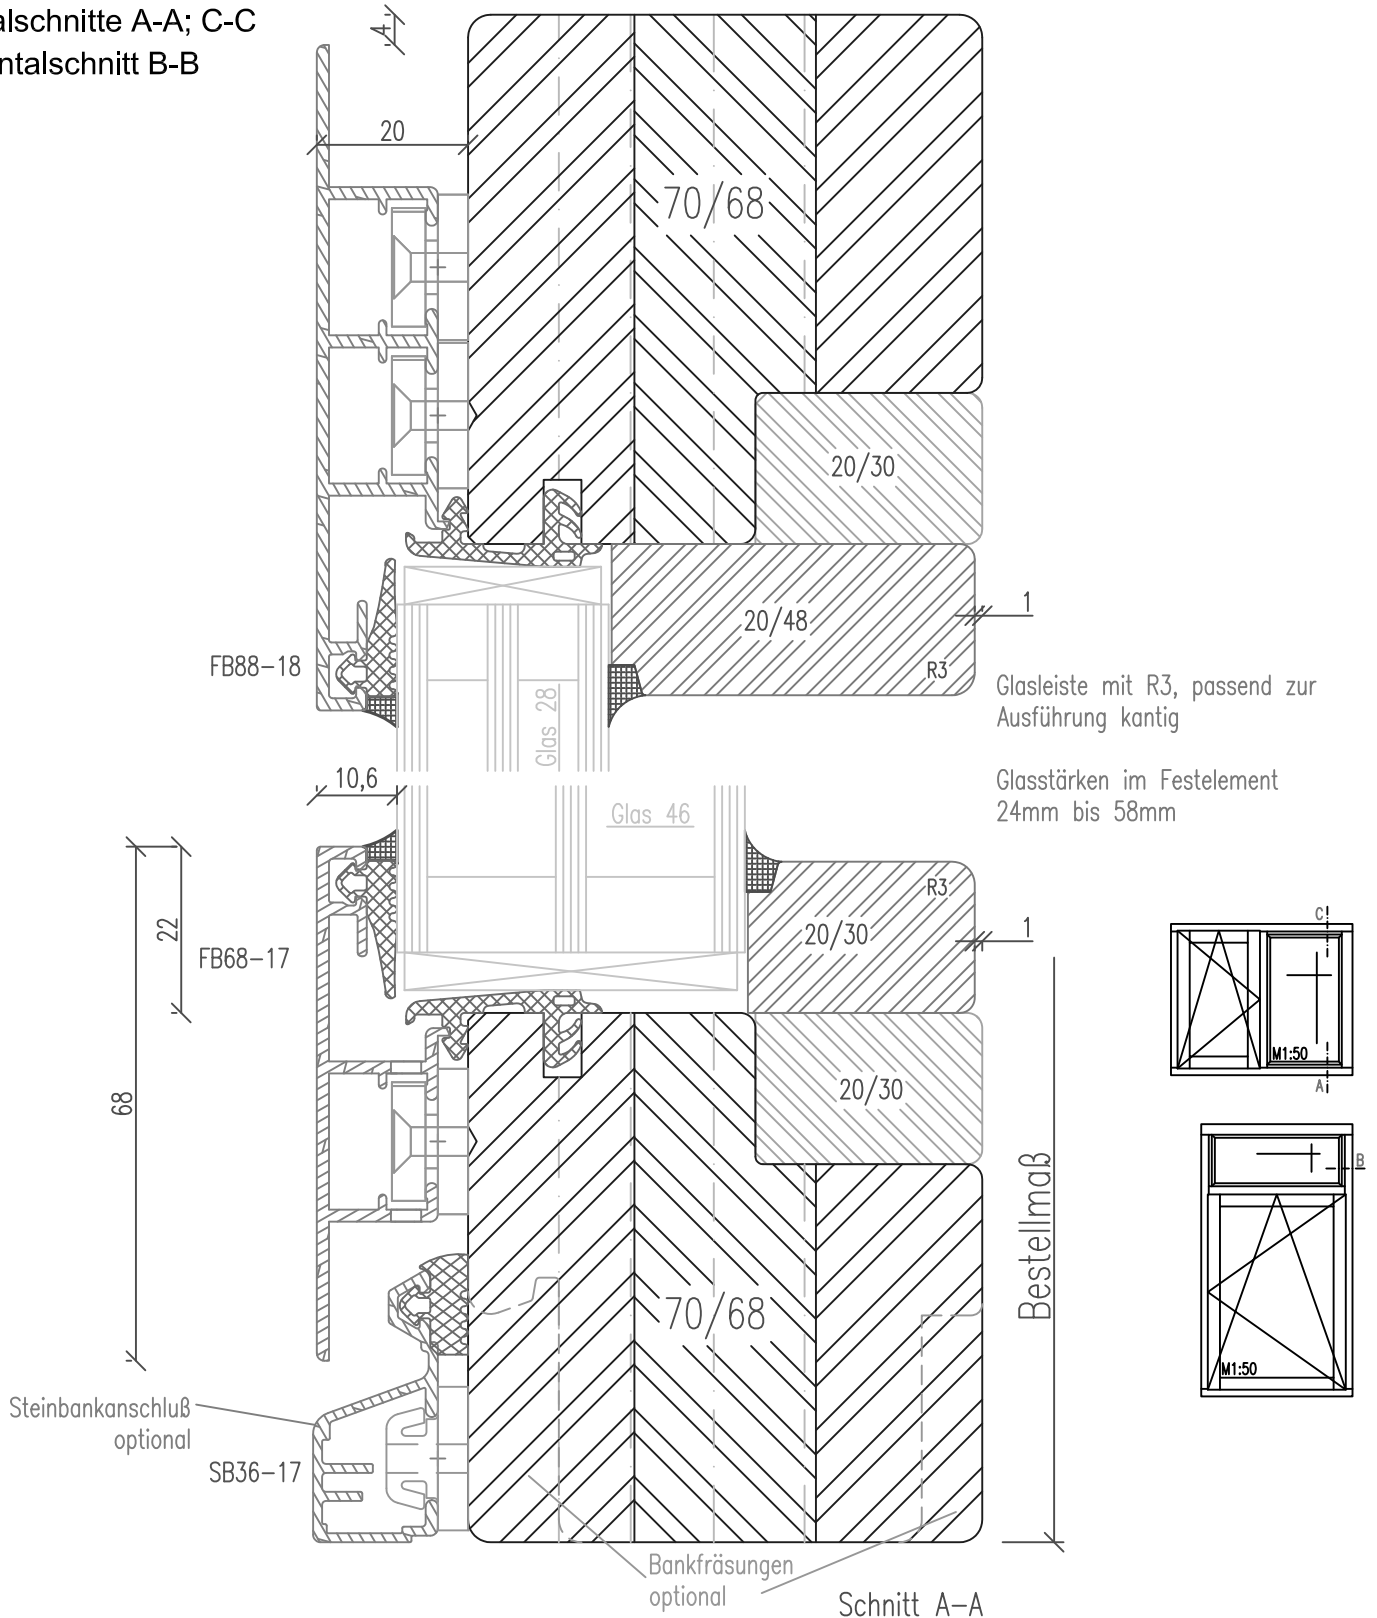 alschnitte A-A; C-C
ntalschnitt B-B
4
20
70/68
20/30
20/48
1
R3
FB88-18
Glasleiste mit R3, passend zur
Ausführung kantig
Glas 28
10,6
Glasstärken im Festelement
24mm bis 58mm
Glas 46
R3
22
20/30
1
FB68-17
C
M1:50
A
20/30
68
Bestellmaß
B
70/68
M1:50
Steinbankanschluß
optional
SB36-17
Bankfräsungen
optional
Schnitt A-A